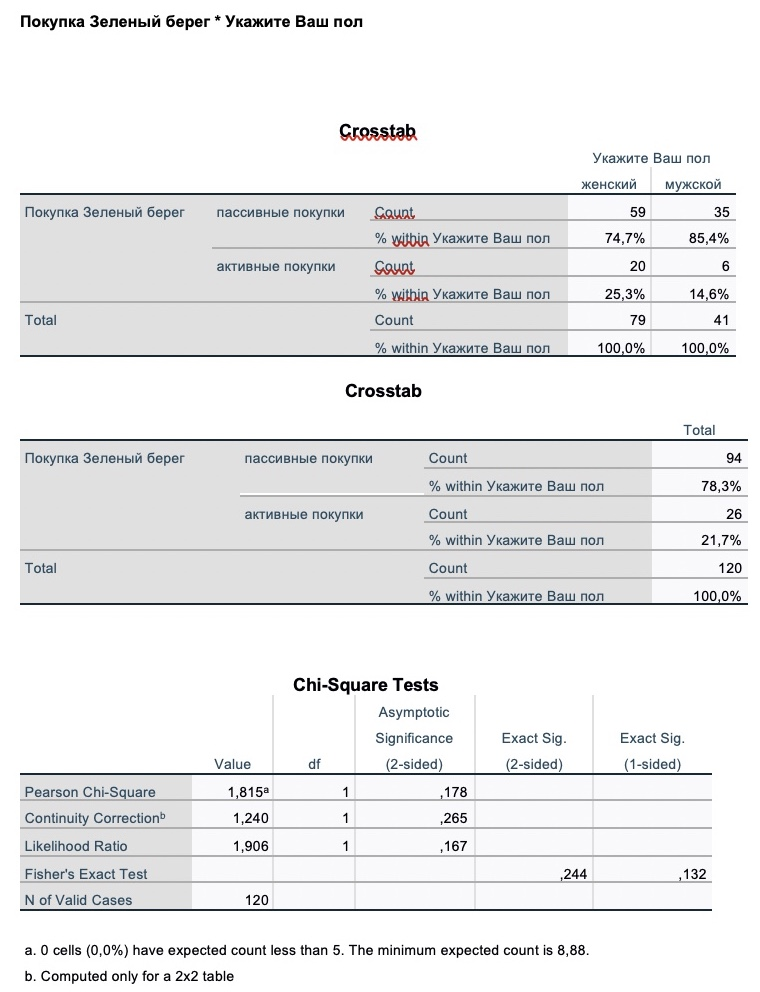 Покупка Зеленый берег * Укажите Ваш пол
Crosstab
Укажите Ваш пол
женский мужской
Покупка Зеленый берег пассивные покупки Count 59 35
% within Укажите Ваш пол 74,7% 85,4%
активные покупки Count 20 6
% within Укажите Ваш пол 25,3% 14,6%
Total Count 79 41
% within Укажите Ваш пол 100,0% 100,0%
Crosstab
Total
Покупка Зеленый берег пассивные покупки Count 94
% within Укажите Ваш пол 78,3%
активные покупки Count 26
% within Укажите Ваш пол 21,7%
Total Count 120
% within Укажите Ваш пол 100,0%
Chi-Square Tests
Asymptotic
Significance Exact Sig. Exact Sig.
Value df (2-sided) (2-sided) (1-sided)
Pearson Chi-Square 1,815ª 1 ,178
Continuity Correctionᵇ 1,240 1 ,265
Likelihood Ratio 1,906 1 ,167
Fisher's Exact Test ,244 ,132
N of Valid Cases 120
a. 0 cells (0,0%) have expected count less than 5. The minimum expected count is 8,88.
b. Computed only for a 2x2 table